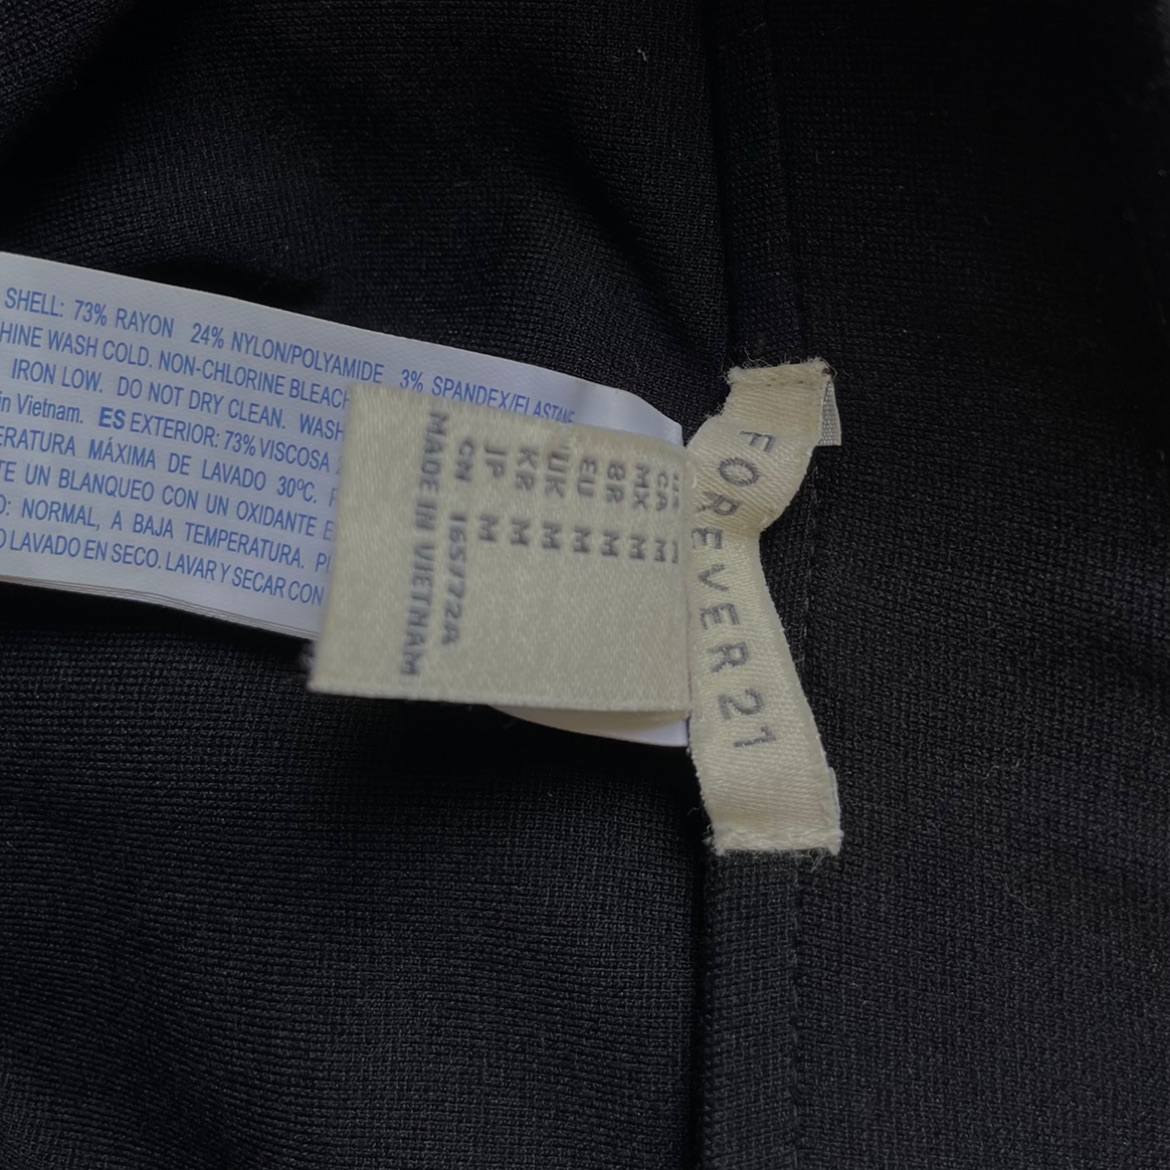 SHELL: 73% RAYON 24% NYLON/POLYAMIDE 3% SPANDEX/ELASTANE
HINE WASH COLD. NON-CHLORINE BLEACH
IRON LOW. DO NOT DRY CLEAN. WASH
in Vietnam. ES EXTERIOR: 73% VISCOSA
ERATURA MÁXIMA DE LAVADO 30ºC.
TE UN BLANQUEO CON UN OXIDANTE E
O: NORMAL, A BAJA TEMPERATURA. P
O LAVADO EN SECO. LAVAR Y SECAR CON
FOREVER 21
CA M
MX M
BR M
EU M
UK M
KR M
JP M
CN 165/72A
MADE IN VIETNAM